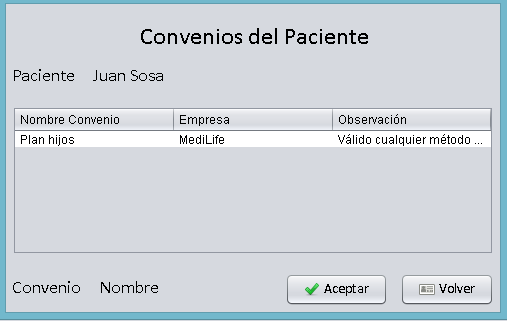 Convenios del Paciente
Paciente Juan Sosa
Nombre Convenio Empresa Observación
Plan hijos MediLife Válido cualquier método ...
Convenio Nombre Aceptar Volver